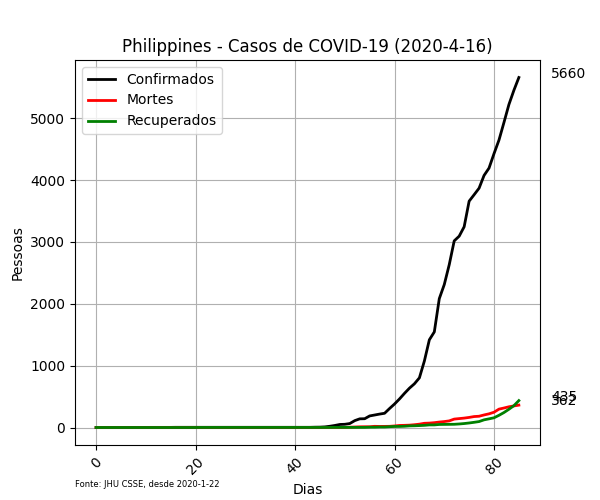 Philippines - Casos de COVID-19 (2020-4-16)
Confirmados
Mortes
Recuperados
5660
435
362
Pessoas
5000
4000
3000
2000
1000
0
0
20
40
60
80
Dias
Fonte: JHU CSSE, desde 2020-1-22